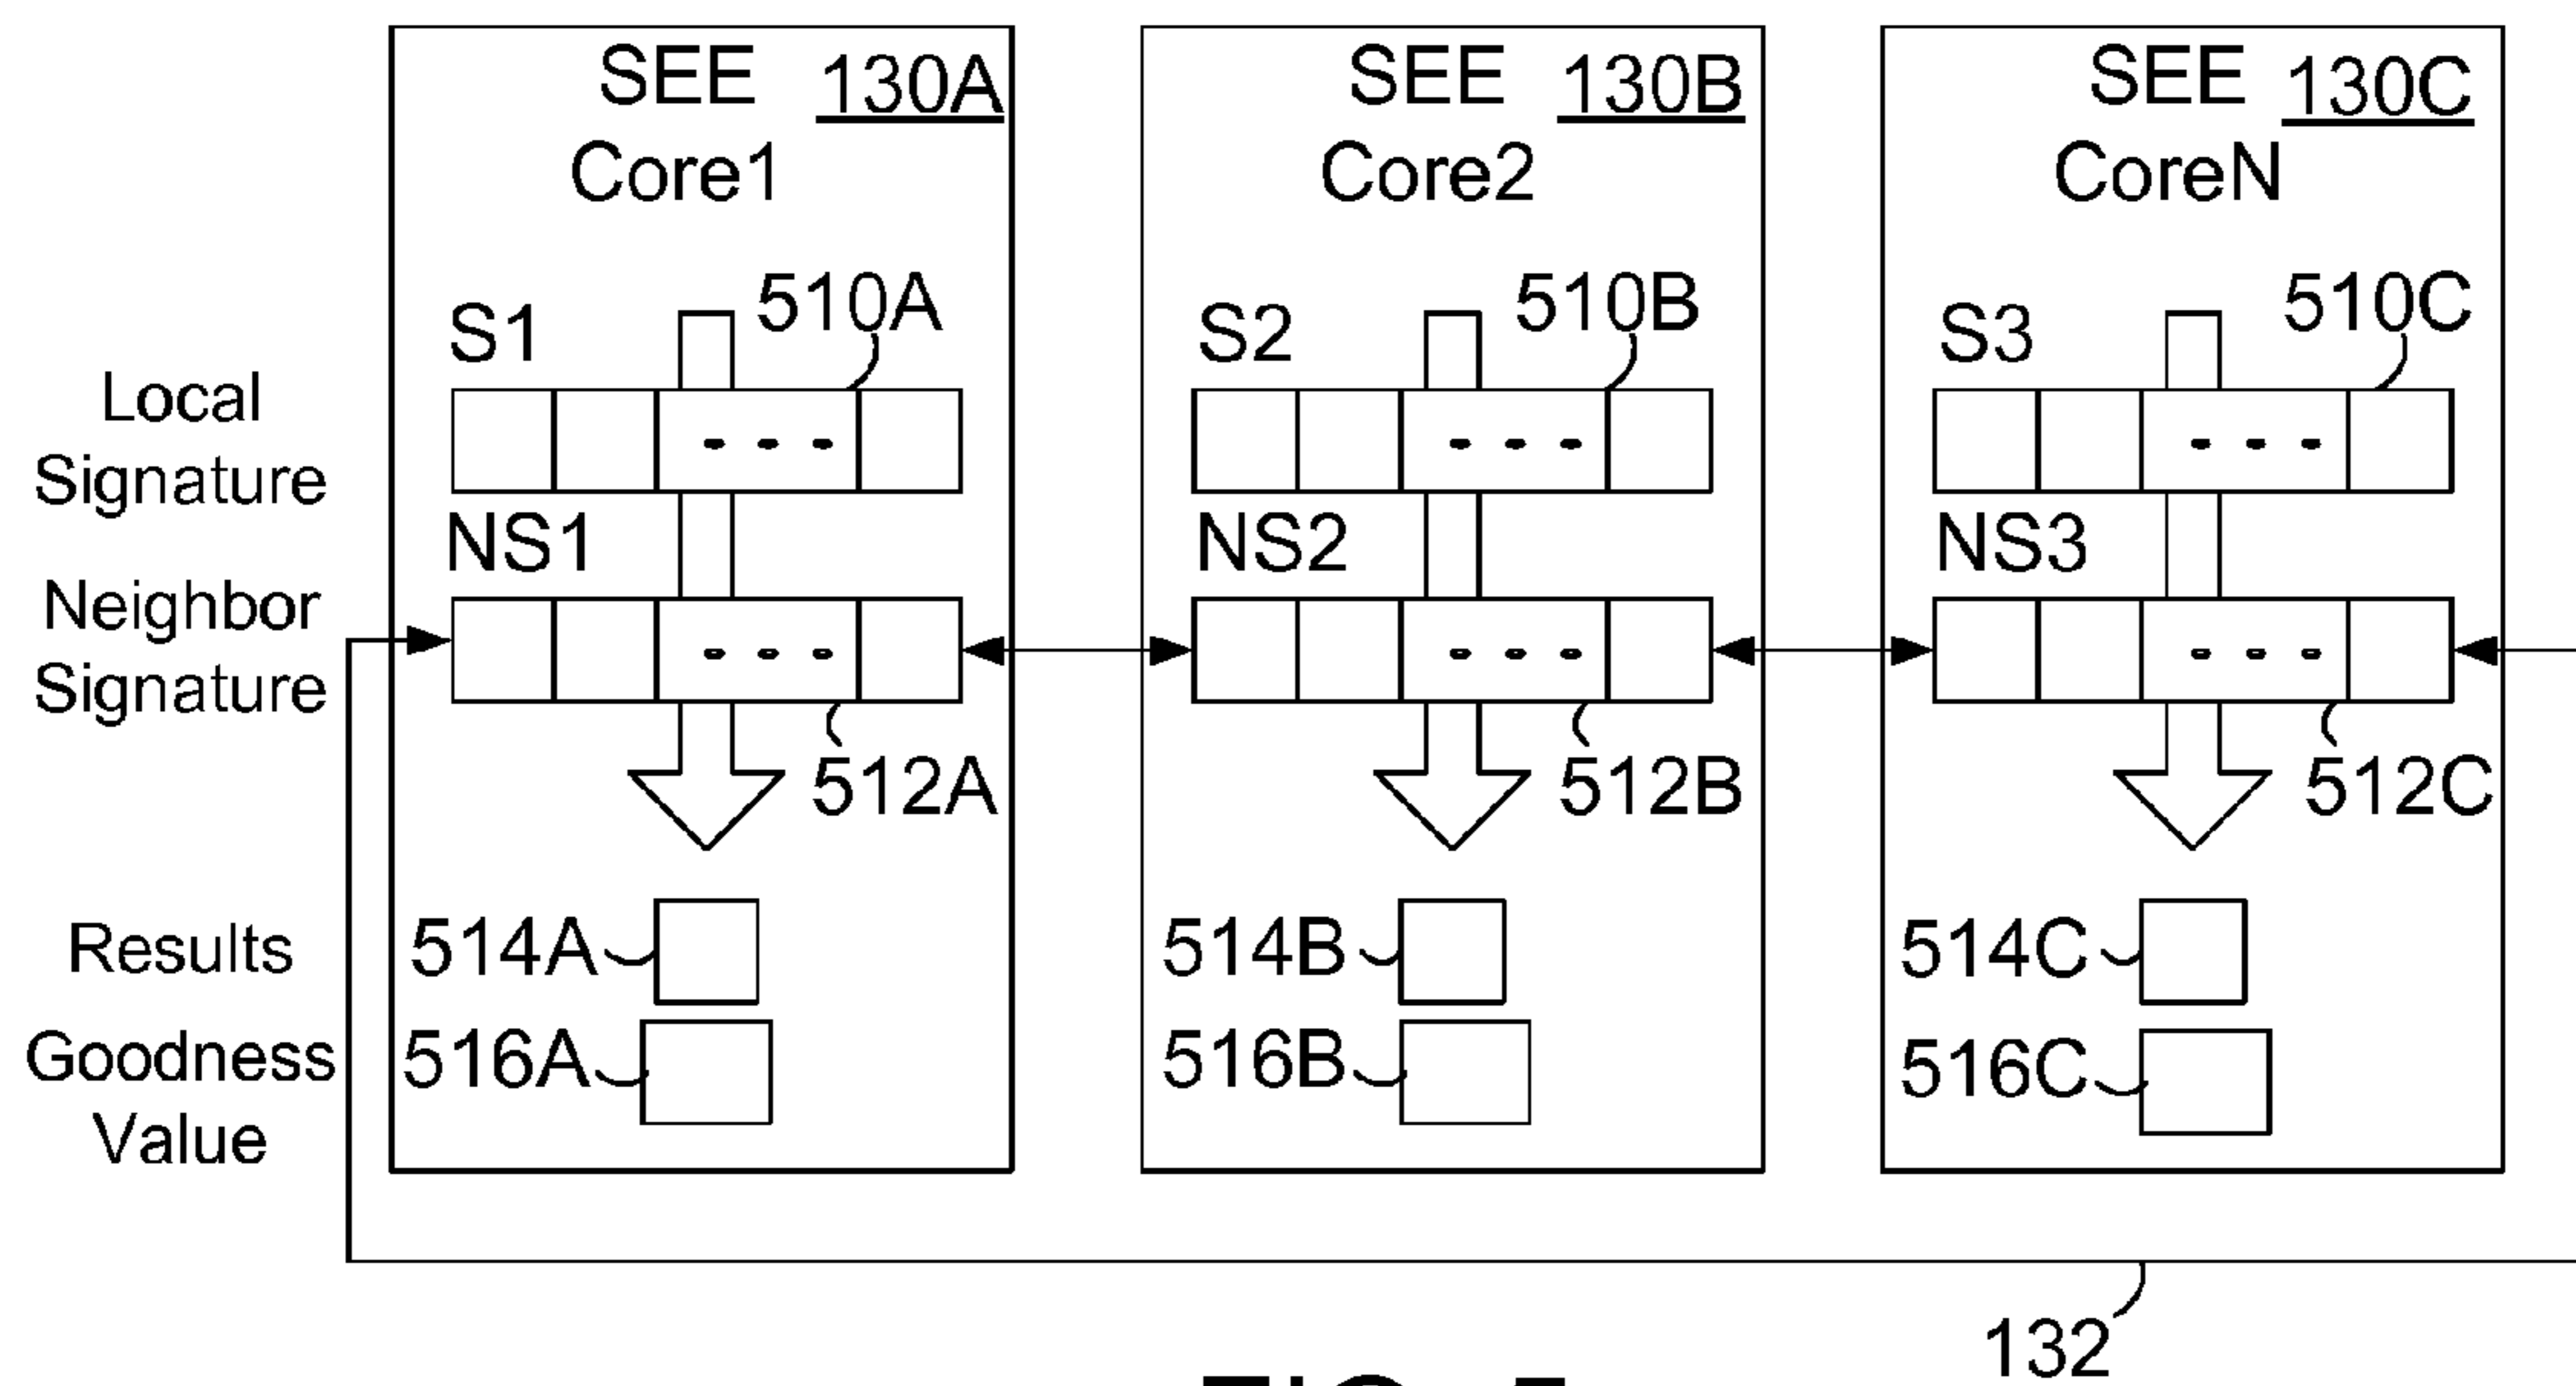 SEE 130A
Core1
SEE 130B
Core2
SEE 130C
CoreN
S1 510A
S2 510B
S3 510C
Local
Signature
NS1
NS2
NS3
Neighbor
Signature
512A
512B
512C
Results
514A
514B
514C
Goodness
Value
516A
516B
516C
132